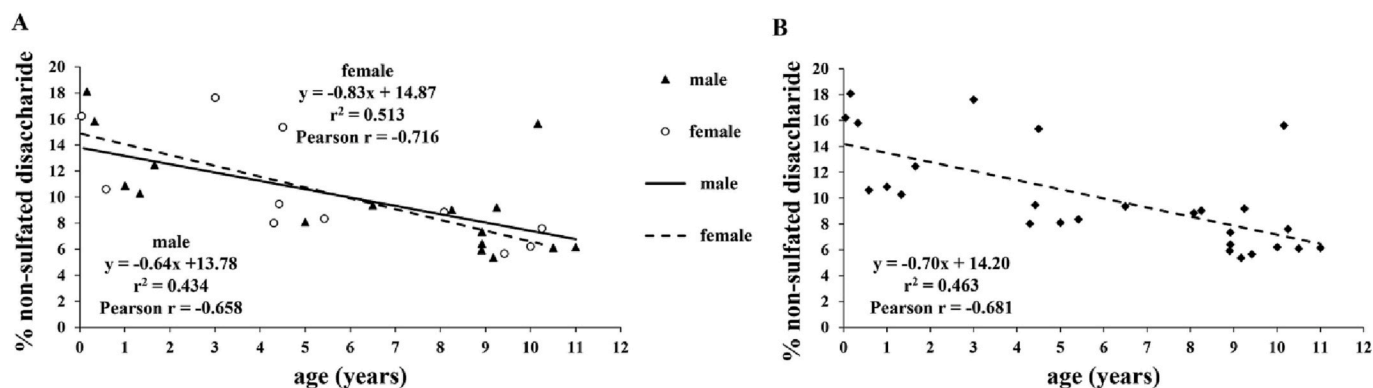 A
% non-sulfated disaccharide
20
18
16
14
12
10
8
6
4
2
0
female
y = -0.83x + 14.87
r² = 0.513
Pearson r = -0.716
male
y = -0.64x +13.78
r² = 0.434
Pearson r = -0.658
0 1 2 3 4 5 6 7 8 9 10 11 12
age (years)
male
female
male
female
B
% non-sulfated disaccharide
20
18
16
14
12
10
8
6
4
2
0
y = -0.70x + 14.20
r² = 0.463
Pearson r = -0.681
0 1 2 3 4 5 6 7 8 9 10 11 12
age (years)